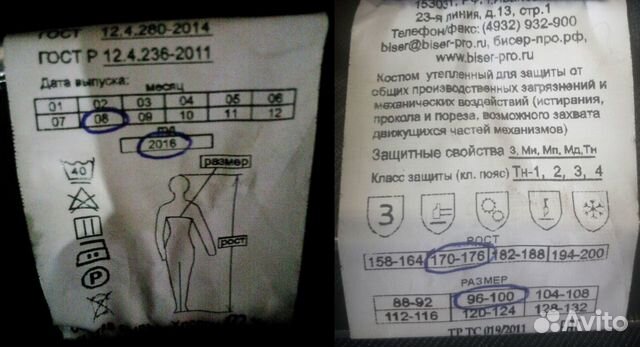 ГОСТ 12.4.280-2014
ГОСТ Р 12.4.236-2011
Дата выпуска: месяц
01 02 03 04 05 06
07 08 09 10 11 12
год
2016
40
P
размер
рост
23-я линия, д.13, стр.1
Телефон/факс: (4932) 932-900
biser@biser-pro.ru, бисер-про.рф,
www.biser-pro.ru
Костюм утепленный для защиты от
общих производственных загрязнений и
механических воздействий (истирания,
прокола и пореза, возможного захвата
движущихся частей механизмов)
Защитные свойства З, Ми, Мп, Мд,Тн
Класс защиты (кл. пояс) Тн-1, 2, 3, 4
З
РОСТ
158-164 170-176 182-188 194-200
РАЗМЕР
88-92 96-100 104-108
112-116 120-124 128-132
ТР ТС 019/2011
Avito